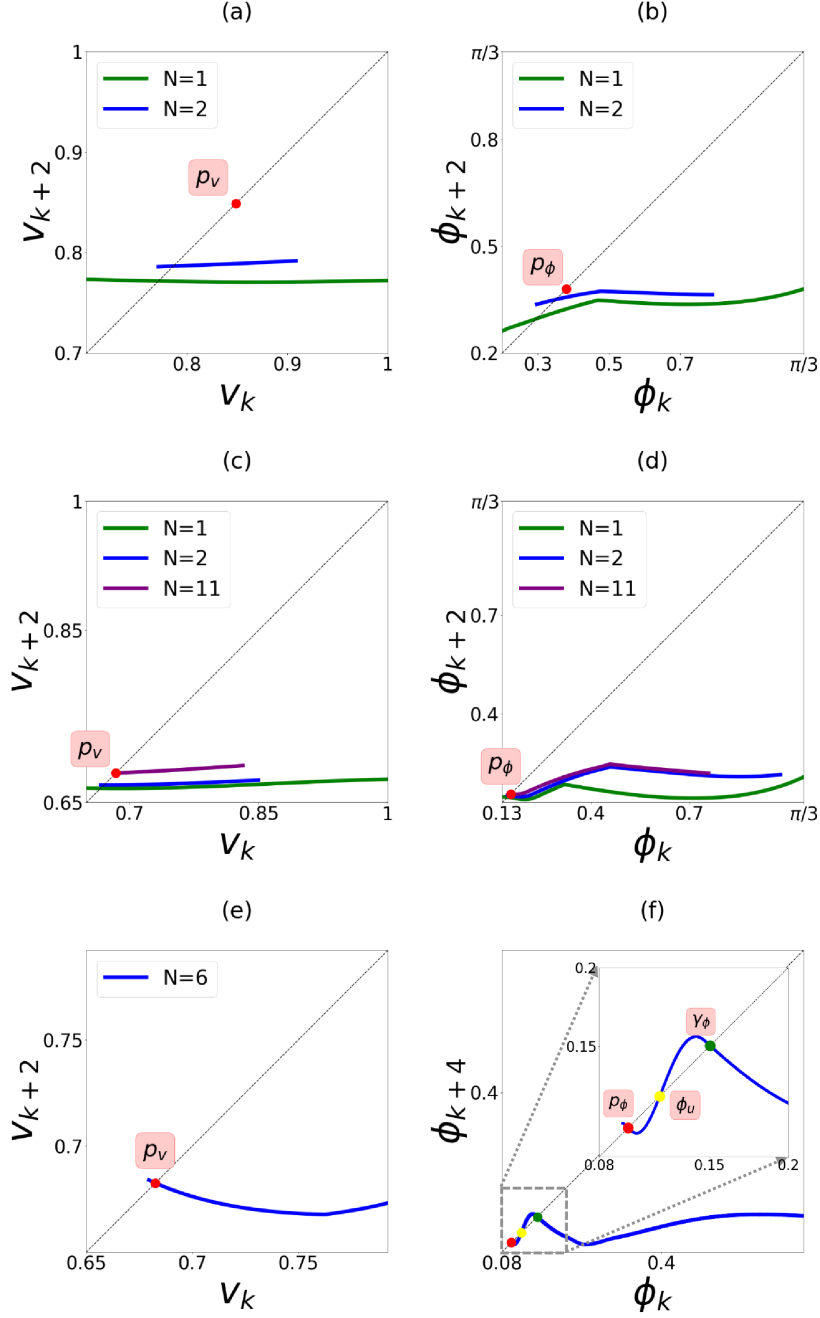 (a)
1
N=1
N=2
0.9
p_v
v_{k+2}
0.8
0.7
0.8
0.9
1
v_k
(b)
π/3
N=1
N=2
0.8
ϕ_{k+2}
0.5
p_ϕ
0.2
0.3
0.5
0.7
π/3
ϕ_k
(c)
1
N=1
N=2
N=11
v_{k+2}
0.85
p_v
0.65
0.7
0.85
1
v_k
(d)
π/3
N=1
N=2
N=11
0.7
ϕ_{k+2}
0.4
p_ϕ
0.13
0.4
0.7
π/3
ϕ_k
(e)
N=6
0.75
v_{k+2}
0.7
p_v
0.65
0.7
0.75
v_k
(f)
0.2
γ_ϕ
0.15
p_ϕ
ϕ_u
0.08
0.08
0.15
0.2
0.4
ϕ_{k+4}
0.08
0.4
ϕ_k